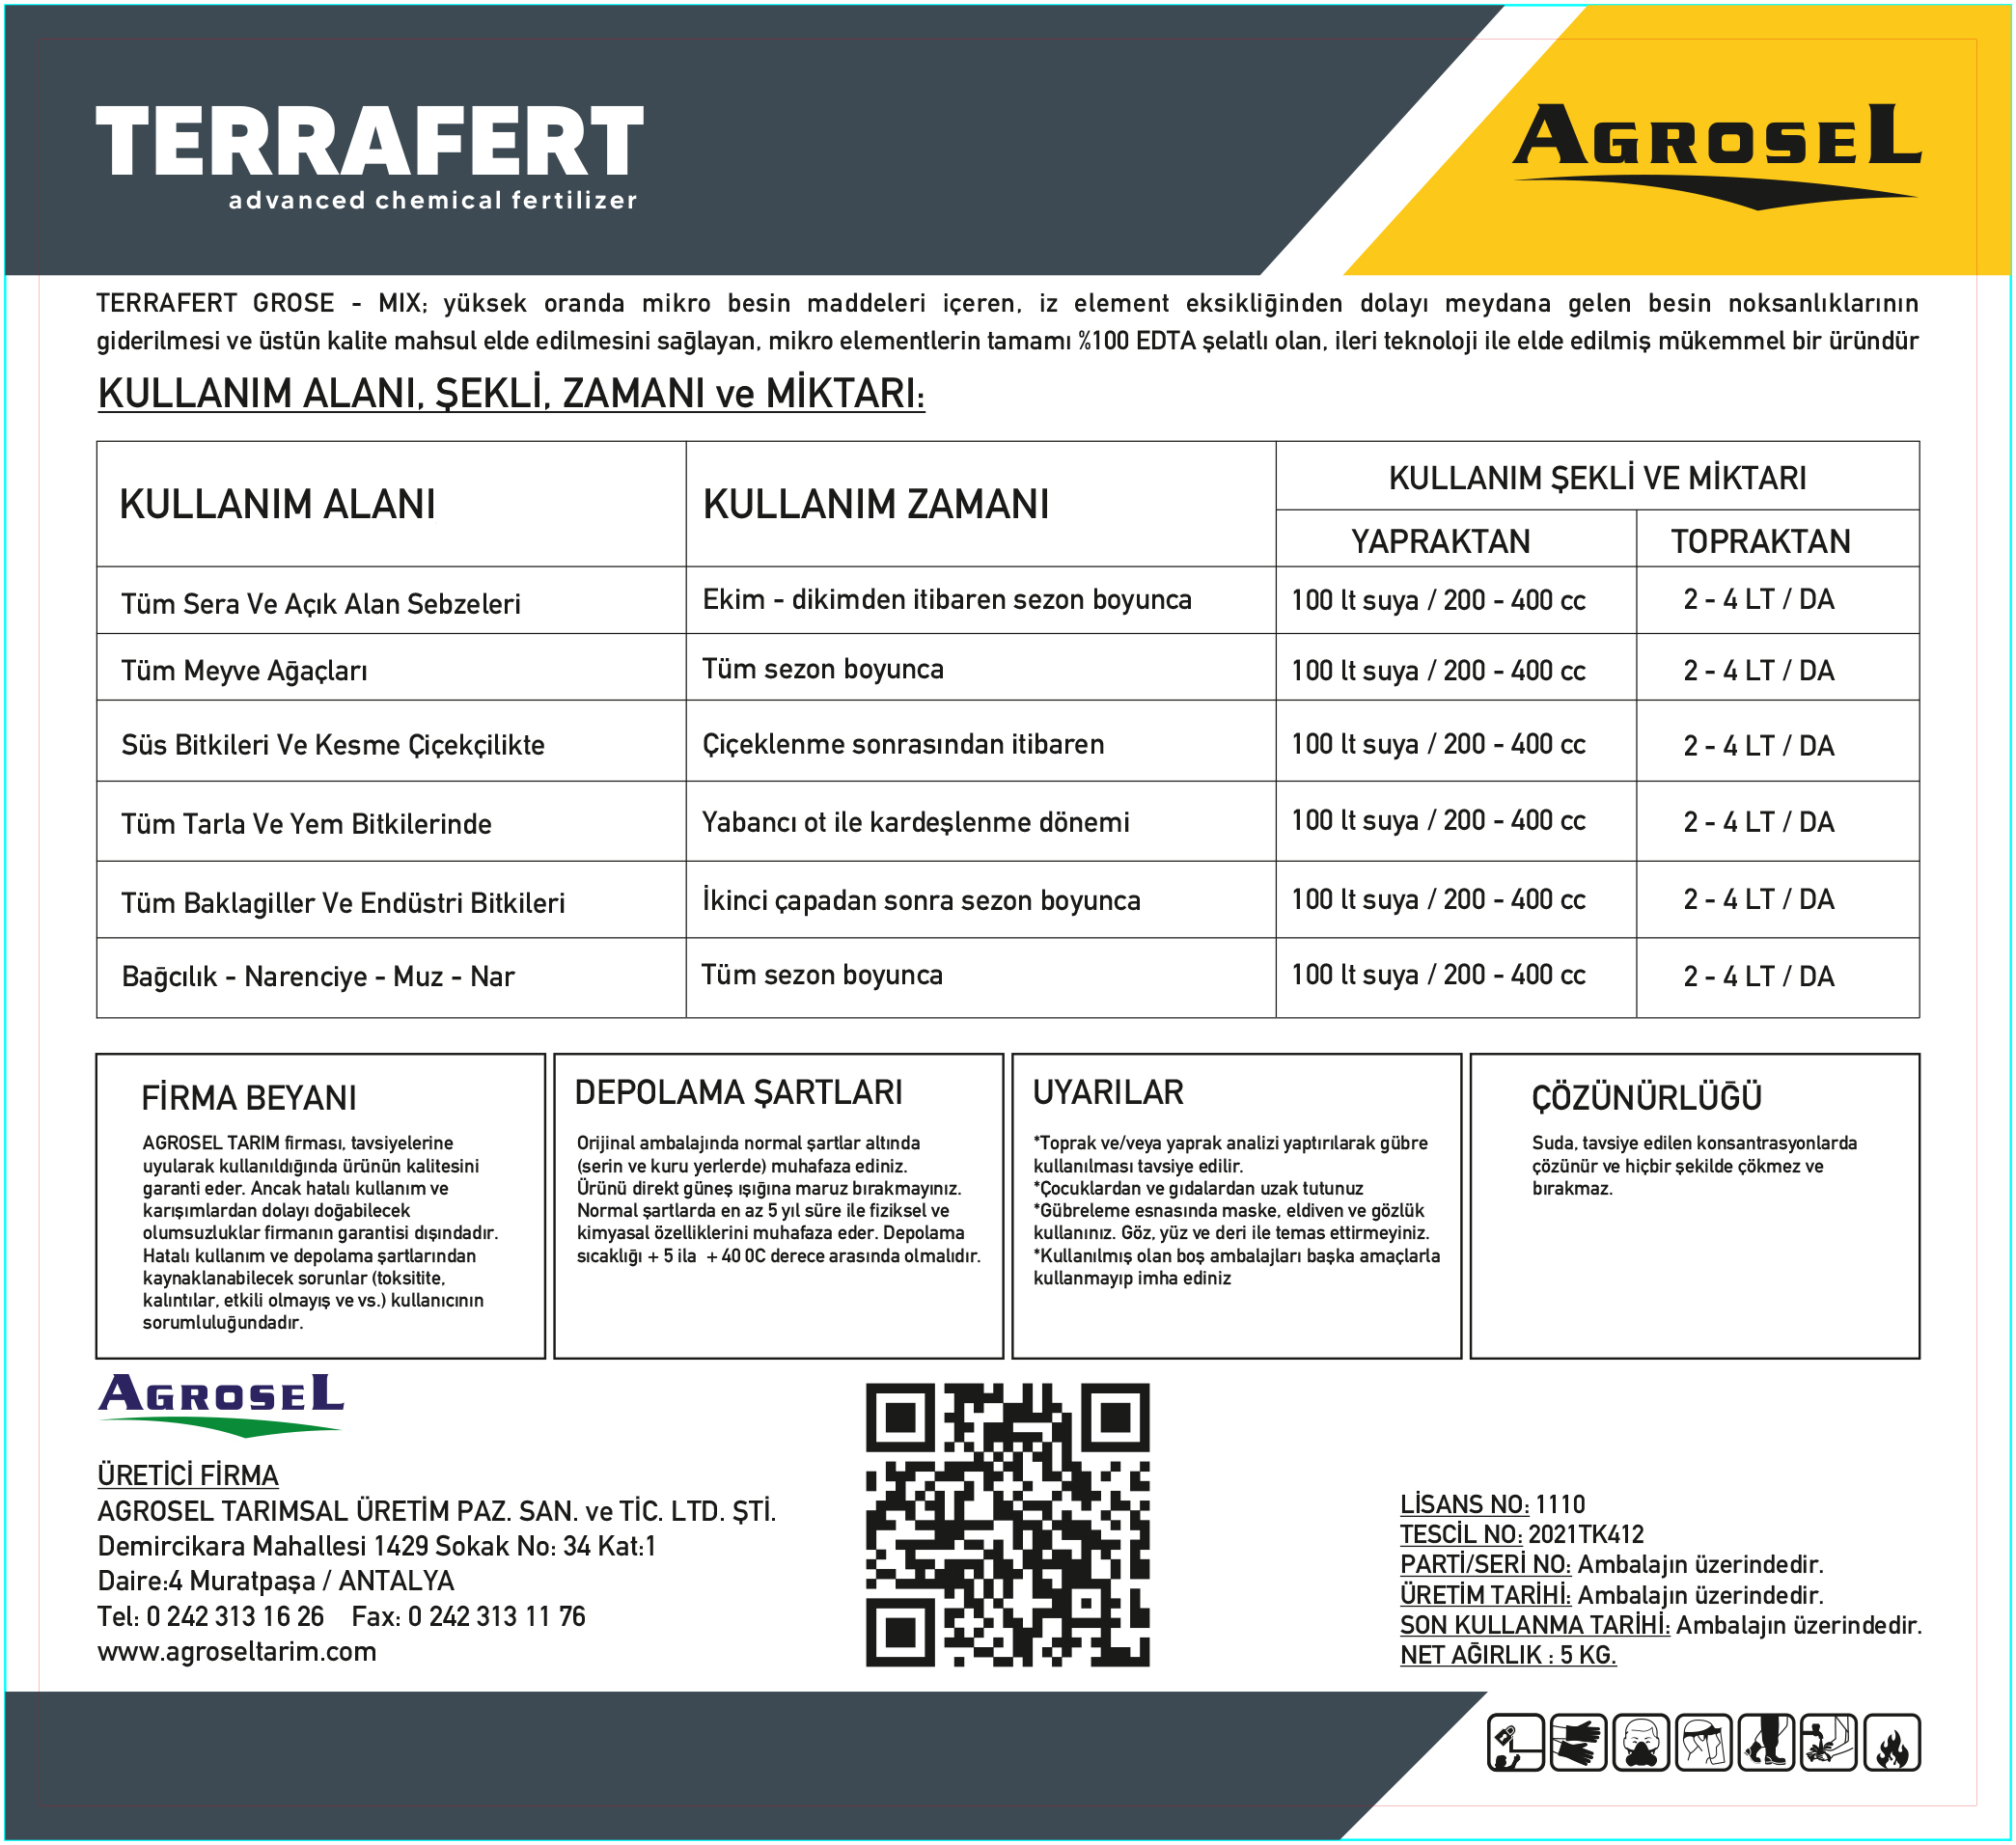 TERRAFERT
advanced chemical fertilizer
AGROSEL
TERRAFERT GROSE - MIX; yüksek oranda mikro besin maddeleri içeren, iz element eksikliğinden dolayı meydana gelen besin noksanlıklarının
giderilmesi ve üstün kalite mahsul elde edilmesini sağlayan, mikro elementlerin tamamı %100 EDTA şelatlı olan, ileri teknoloji ile elde edilmiş mükemmel bir üründür
KULLANIM ALANI, ŞEKLİ, ZAMANI ve MİKTARI:
KULLANIM ALANI KULLANIM ZAMANI KULLANIM ŞEKLİ VE MİKTARI
YAPRAKTAN TOPRAKTAN
Tüm Sera Ve Açık Alan Sebzeleri Ekim - dikimden itibaren sezon boyunca 100 lt suya / 200 - 400 cc 2 - 4 LT / DA
Tüm Meyve Ağaçları Tüm sezon boyunca 100 lt suya / 200 - 400 cc 2 - 4 LT / DA
Süs Bitkileri Ve Kesme Çiçekçilikte Çiçeklenme sonrasından itibaren 100 lt suya / 200 - 400 cc 2 - 4 LT / DA
Tüm Tarla Ve Yem Bitkilerinde Yabancı ot ile kardeşlenme dönemi 100 lt suya / 200 - 400 cc 2 - 4 LT / DA
Tüm Baklagiller Ve Endüstri Bitkileri İkinci çapadan sonra sezon boyunca 100 lt suya / 200 - 400 cc 2 - 4 LT / DA
Bağcılık - Narenciye - Muz - Nar Tüm sezon boyunca 100 lt suya / 200 - 400 cc 2 - 4 LT / DA
FİRMA BEYANI
AGROSEL TARIM firması, tavsiyelerine
uyularak kullanıldığında ürünün kalitesini
garanti eder. Ancak hatalı kullanım ve
karışımlardan dolayı doğabilecek
olumsuzluklar firmanın garantisi dışındadır.
Hatalı kullanım ve depolama şartlarından
kaynaklanabilecek sorunlar (toksitite,
kalıntılar, etkili olmayış ve vs.) kullanıcının
sorumluluğundadır.
DEPOLAMA ŞARTLARI
Orijinal ambalajında normal şartlar altında
(serin ve kuru yerlerde) muhafaza ediniz.
Ürünü direkt güneş ışığına maruz bırakmayınız.
Normal şartlarda en az 5 yıl süre ile fiziksel ve
kimyasal özelliklerini muhafaza eder. Depolama
sıcaklığı + 5 ila + 40 0C derece arasında olmalıdır.
UYARILAR
*Toprak ve/veya yaprak analizi yaptırılarak gübre
kullanılması tavsiye edilir.
*Çocuklardan ve gıdalardan uzak tutunuz
*Gübreleme esnasında maske, eldiven ve gözlük
kullanınız. Göz, yüz ve deri ile temas ettirmeyiniz.
*Kullanılmış olan boş ambalajları başka amaçlarla
kullanmayıp imha ediniz
ÇÖZÜNÜRLÜĞÜ
Suda, tavsiye edilen konsantrasyonlarda
çözünür ve hiçbir şekilde çökmez ve
bırakmaz.
AGROSEL
ÜRETİCİ FİRMA
AGROSEL TARIMSAL ÜRETİM PAZ. SAN. ve TİC. LTD. ŞTİ.
Demircikara Mahallesi 1429 Sokak No: 34 Kat:1
Daire:4 Muratpaşa / ANTALYA
Tel: 0 242 313 16 26 Fax: 0 242 313 11 76
www.agroseltarim.com
LİSANS NO: 1110
TESCİL NO: 2021TK412
PARTİ/SERİ NO: Ambalajın üzerindedir.
ÜRETİM TARİHİ: Ambalajın üzerindedir.
SON KULLANMA TARİHİ: Ambalajın üzerindedir.
NET AĞIRLIK : 5 KG.